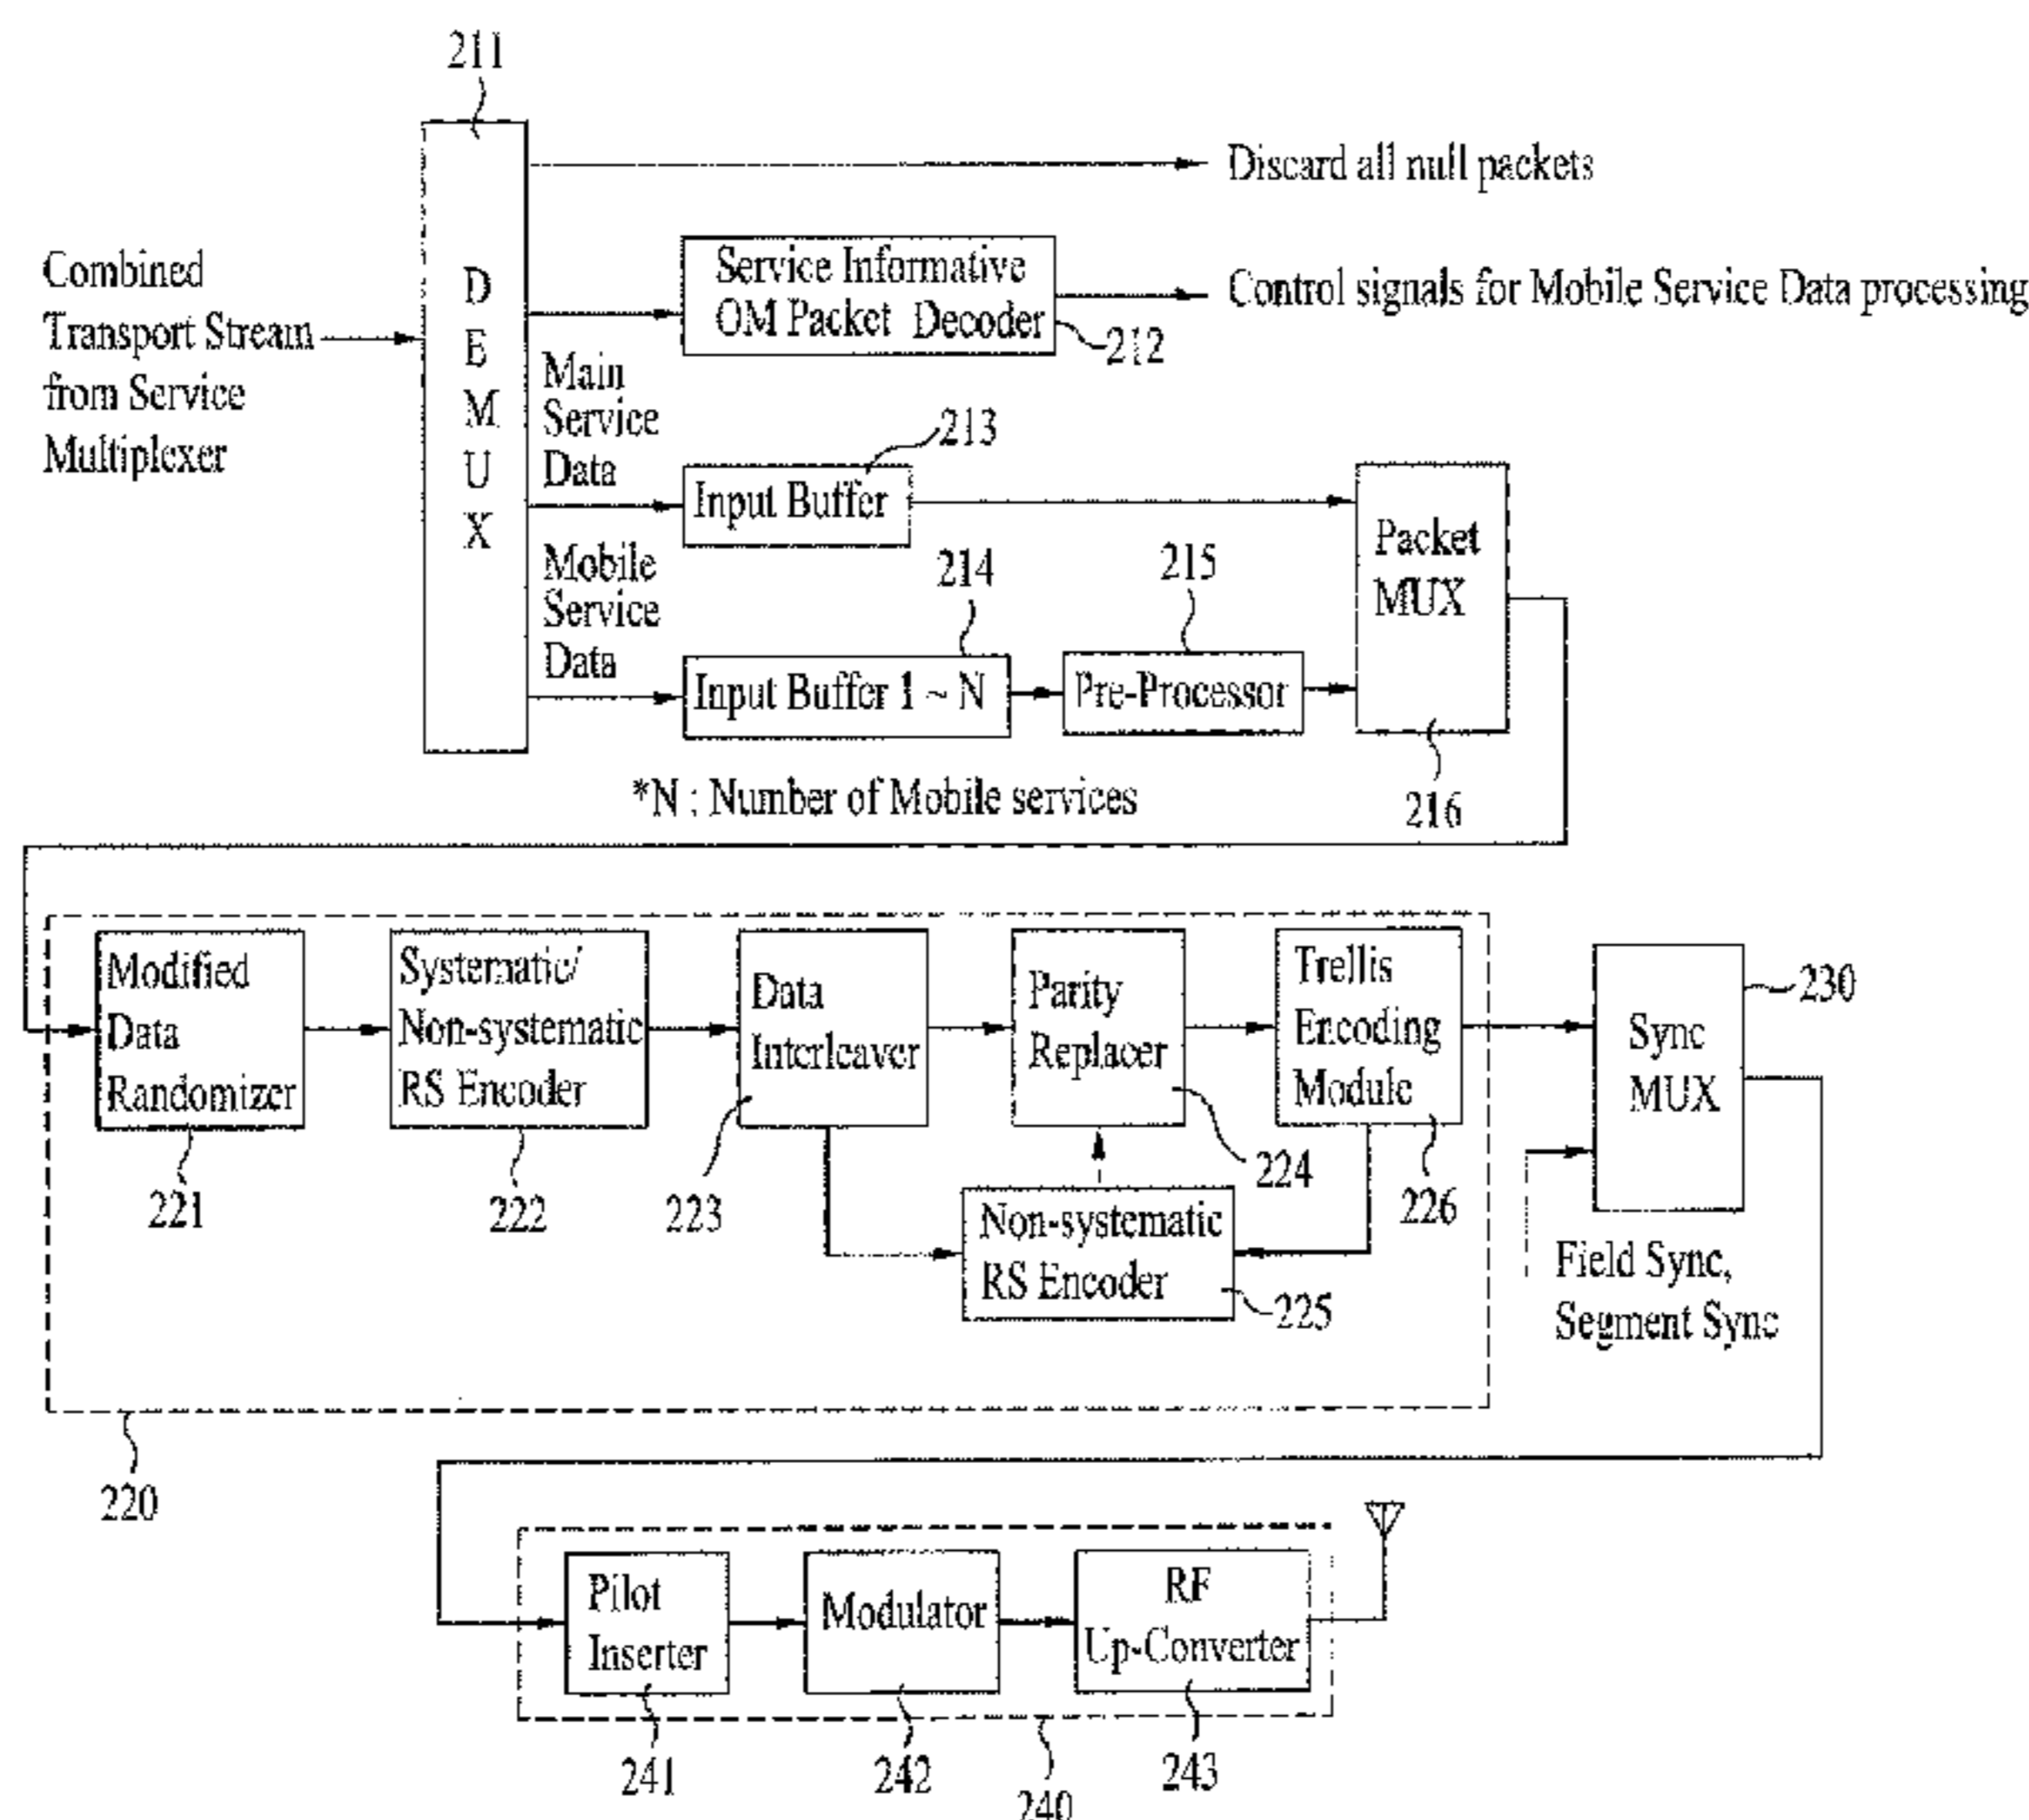 211
Discard all null packets
Combined
Transport Stream
from Service
Multiplexer
D
E
M
U
X
Service Informative
OM Packet Decoder
212
Control signals for Mobile Service Data processing
Main
Service
Data
213
Input Buffer
Mobile
Service
Data
214
Input Buffer 1 ~ N
215
Pre-Processor
Packet
MUX
216
*N : Number of Mobile services
Modified
Data
Randomizer
221
Systematic/
Non-systematic
RS Encoder
222
Data
Interleaver
223
Parity
Replacer
224
Trellis
Encoding
Module
226
Sync
MUX
230
Non-systematic
RS Encoder
225
Field Sync,
Segment Sync
220
Pilot
Inserter
241
Modulator
242
RF
Up-Converter
243
240